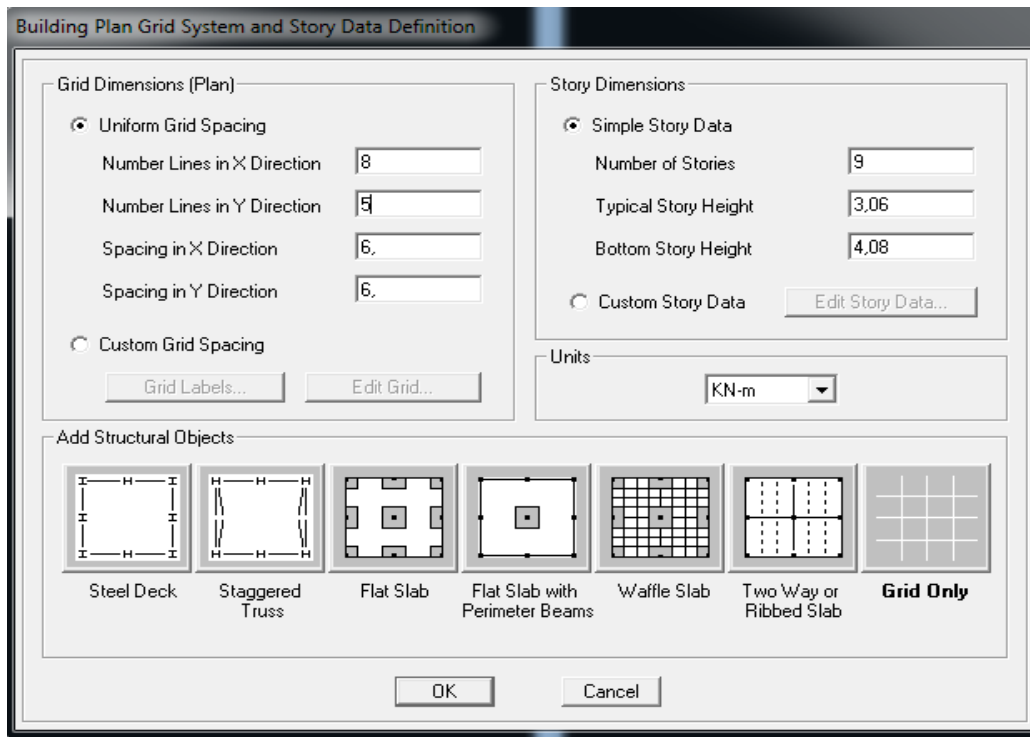 Building Plan Grid System and Story Data Definition
Grid Dimensions (Plan)
Uniform Grid Spacing
Number Lines in X Direction 8
Number Lines in Y Direction 5
Spacing in X Direction 6,
Spacing in Y Direction 6,
Custom Grid Spacing
Grid Labels...
Edit Grid...
Story Dimensions
Simple Story Data
Number of Stories 9
Typical Story Height 3,06
Bottom Story Height 4,08
Custom Story Data
Edit Story Data...
Units
KN-m
Add Structural Objects
Steel Deck
Staggered
Truss
Flat Slab
Flat Slab with
Perimeter Beams
Waffle Slab
Two Way or
Ribbed Slab
Grid Only
OK
Cancel